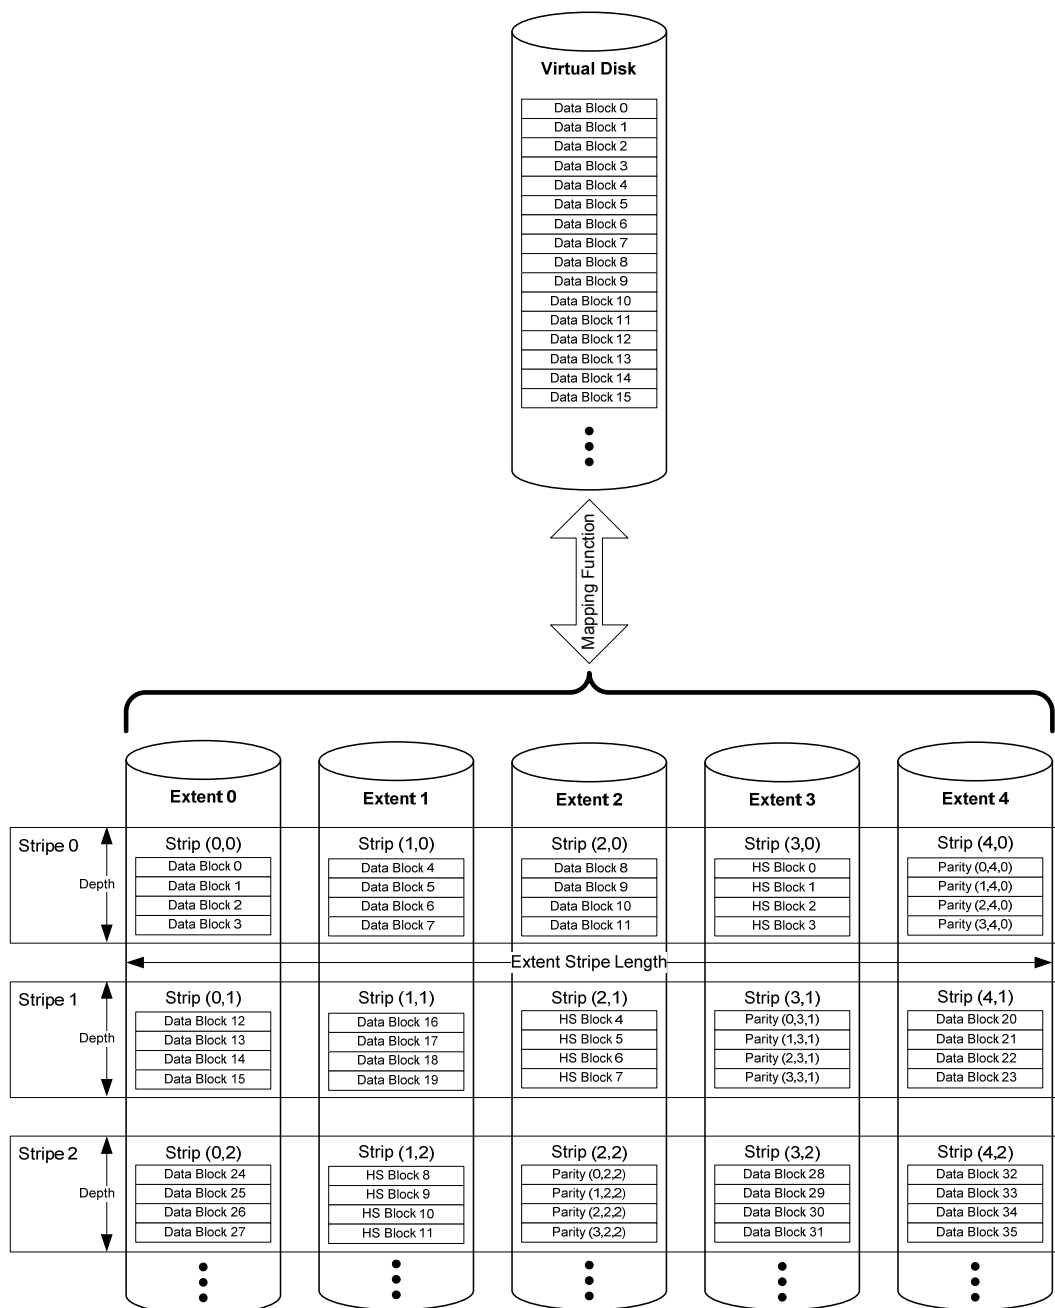 Virtual Disk
Data Block 0
Data Block 1
Data Block 2
Data Block 3
Data Block 4
Data Block 5
Data Block 6
Data Block 7
Data Block 8
Data Block 9
Data Block 10
Data Block 11
Data Block 12
Data Block 13
Data Block 14
Data Block 15
Mapping Function
Extent 0
Extent 1
Extent 2
Extent 3
Extent 4
Stripe 0
Depth
Strip (0,0)
Data Block 0
Data Block 1
Data Block 2
Data Block 3
Strip (1,0)
Data Block 4
Data Block 5
Data Block 6
Data Block 7
Strip (2,0)
Data Block 8
Data Block 9
Data Block 10
Data Block 11
Strip (3,0)
HS Block 0
HS Block 1
HS Block 2
HS Block 3
Strip (4,0)
Parity (0,4,0)
Parity (1,4,0)
Parity (2,4,0)
Parity (3,4,0)
Extent Stripe Length
Stripe 1
Depth
Strip (0,1)
Data Block 12
Data Block 13
Data Block 14
Data Block 15
Strip (1,1)
Data Block 16
Data Block 17
Data Block 18
Data Block 19
Strip (2,1)
HS Block 4
HS Block 5
HS Block 6
HS Block 7
Strip (3,1)
Parity (0,3,1)
Parity (1,3,1)
Parity (2,3,1)
Parity (3,3,1)
Strip (4,1)
Data Block 20
Data Block 21
Data Block 22
Data Block 23
Stripe 2
Depth
Strip (0,2)
Data Block 24
Data Block 25
Data Block 26
Data Block 27
Strip (1,2)
HS Block 8
HS Block 9
HS Block 10
HS Block 11
Strip (2,2)
Parity (0,2,2)
Parity (1,2,2)
Parity (2,2,2)
Parity (3,2,2)
Strip (3,2)
Data Block 28
Data Block 29
Data Block 30
Data Block 31
Strip (4,2)
Data Block 32
Data Block 33
Data Block 34
Data Block 35